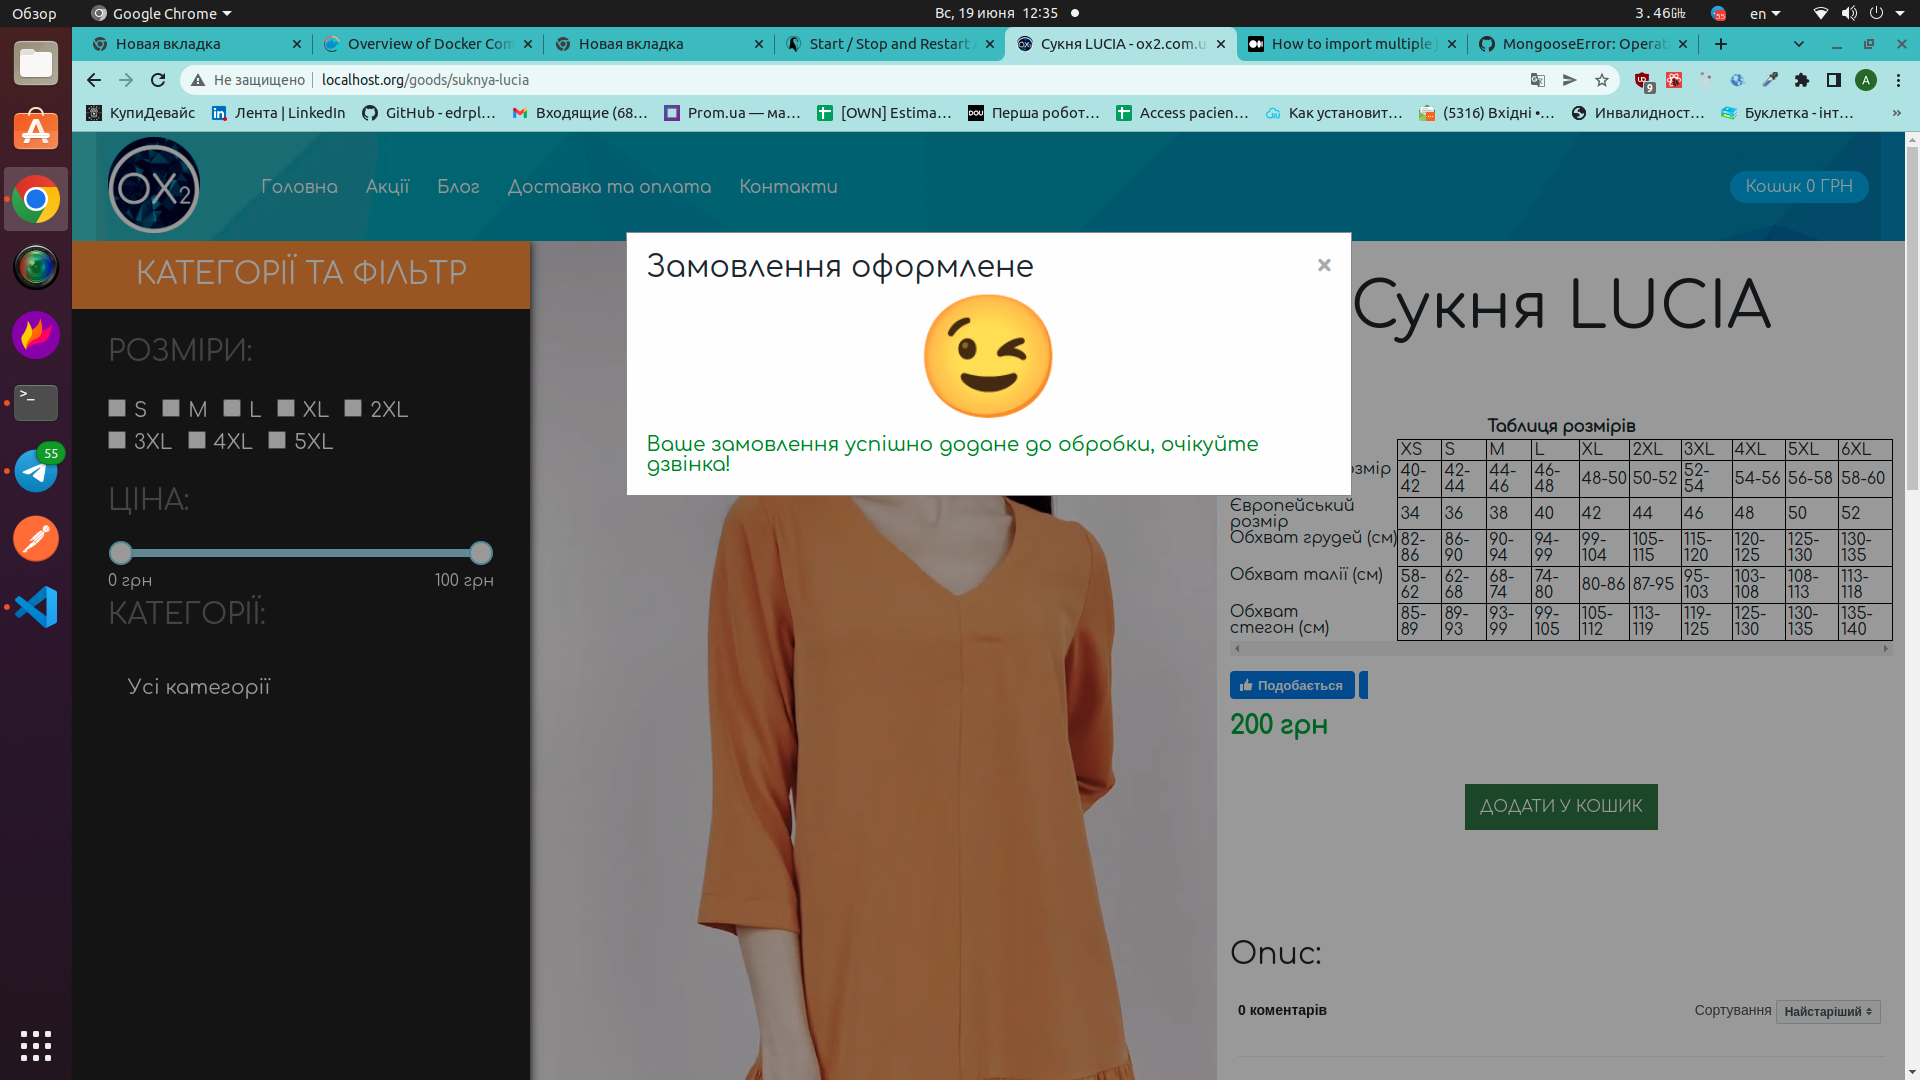 Обзор
Google Chrome
Вс, 19 июня 12:35
3.46GHz
en
Новая вкладка
Overview of Docker Com
Новая вкладка
Start / Stop and Restart
Сукня LUCIA - ox2.com.u
How to import multiple
MongooseError: Operat
Не защищено
localhost.org/goods/suknya-lucia
9
A
КупиДевайс
Лента | LinkedIn
GitHub - edrpl…
Входящие (68…
Prom.ua — ма…
[OWN] Estima…
DOU
Перша робот…
Access pacien…
Как установит…
(5316) Вхідні •…
Инвалидност…
Буклетка - інт…
»
OX2
Головна
Акції
Блог
Доставка та оплата
Контакти
Кошик 0 ГРН
КАТЕГОРІЇ ТА ФІЛЬТР
РОЗМІРИ:
S M L XL 2XL
3XL 4XL 5XL
ЦІНА:
0 грн
100 грн
КАТЕГОРІЇ:
Усі категорії
55
Замовлення оформлене
×
Ваше замовлення успішно додане до обробки, очікуйте
дзвінка!
Сукня LUCIA
Таблиця розмірів
XS S M L XL 2XL 3XL 4XL 5XL 6XL
озмір 40-42 42-44 44-46 46-48 48-50 50-52 52-54 54-56 56-58 58-60
Європейський розмір 34 36 38 40 42 44 46 48 50 52
Обхват грудей (см) 82-86 86-90 90-94 94-99 99-104 105-115 115-120 120-125 125-130 130-135
Обхват талії (см) 58-62 62-68 68-74 74-80 80-86 87-95 95-103 103-108 108-113 113-118
Обхват стегон (см) 85-89 89-93 93-99 99-105 105-112 113-119 119-125 125-130 130-135 135-140
Подобається
200 грн
ДОДАТИ У КОШИК
Опис:
0 коментарів
Сортування
Найстаріший